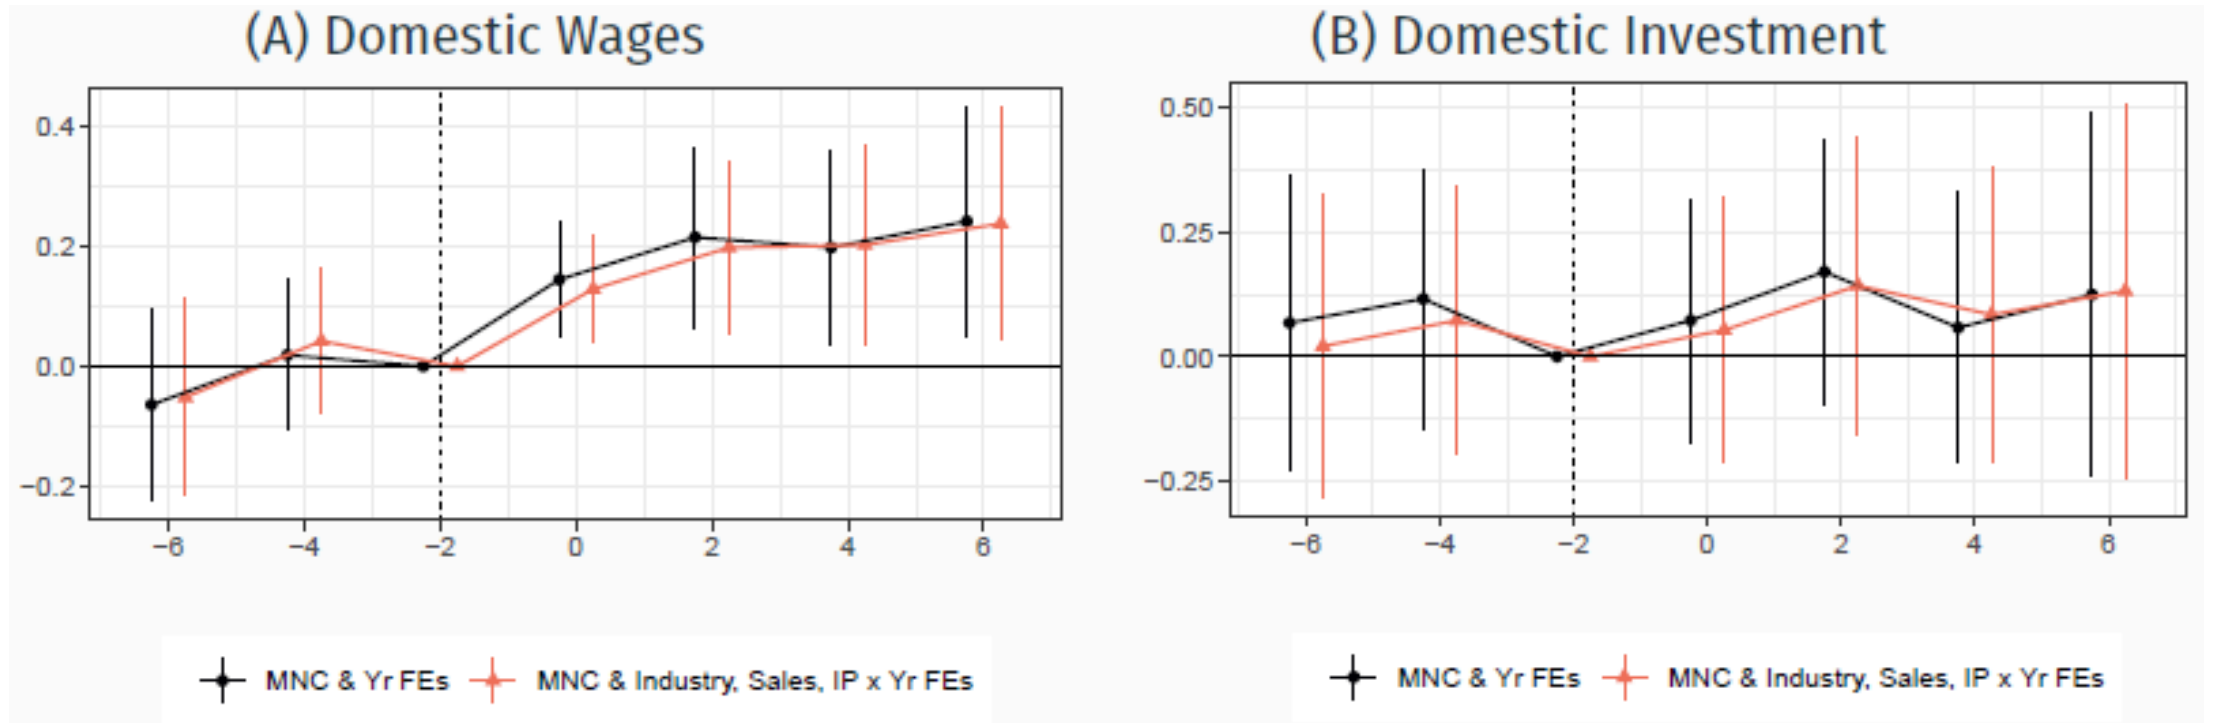 (A) Domestic Wages
0.4
0.2
0.0
−0.2
−6 −4 −2 0 2 4 6
MNC & Yr FEs MNC & Industry, Sales, IP x Yr FEs
(B) Domestic Investment
0.50
0.25
0.00
−0.25
−6 −4 −2 0 2 4 6
MNC & Yr FEs MNC & Industry, Sales, IP x Yr FEs